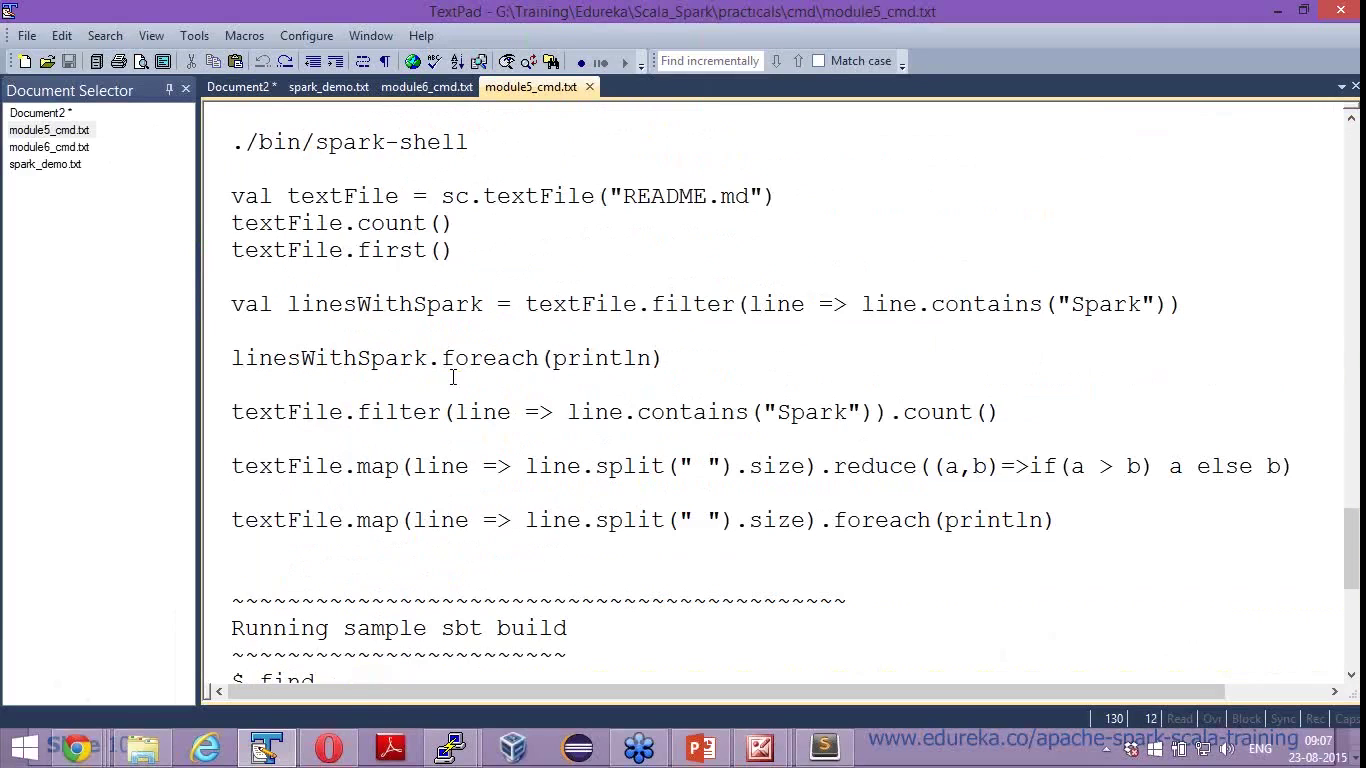 TextPad - G:\Training\Edureka\Scala_Spark\practicals\cmd\module5_cmd.txt
File Edit Search View Tools Macros Configure Window Help
Find incrementally Match case
Document Selector
Document2 * spark_demo.txt module6_cmd.txt module5_cmd.txt
Document2 *
module5_cmd.txt
module6_cmd.txt
spark_demo.txt
./bin/spark-shell
val textFile = sc.textFile("README.md")
textFile.count()
textFile.first()
val linesWithSpark = textFile.filter(line => line.contains("Spark"))
linesWithSpark.foreach(println)
textFile.filter(line => line.contains("Spark")).count()
textFile.map(line => line.split(" ").size).reduce((a,b)=>if(a > b) a else b)
textFile.map(line => line.split(" ").size).foreach(println)
~~~~~~~~~~~~~~~~~~~~~~~~~~~~~~~~~~~~~~~~~~~~
Running sample sbt build
~~~~~~~~~~~~~~~~~~~~~~~~
$ find
130 12 Read Ovr Block Sync Rec Caps
www.edureka.co/apache-spark-scala-training
ENG
09:07
23-08-2015